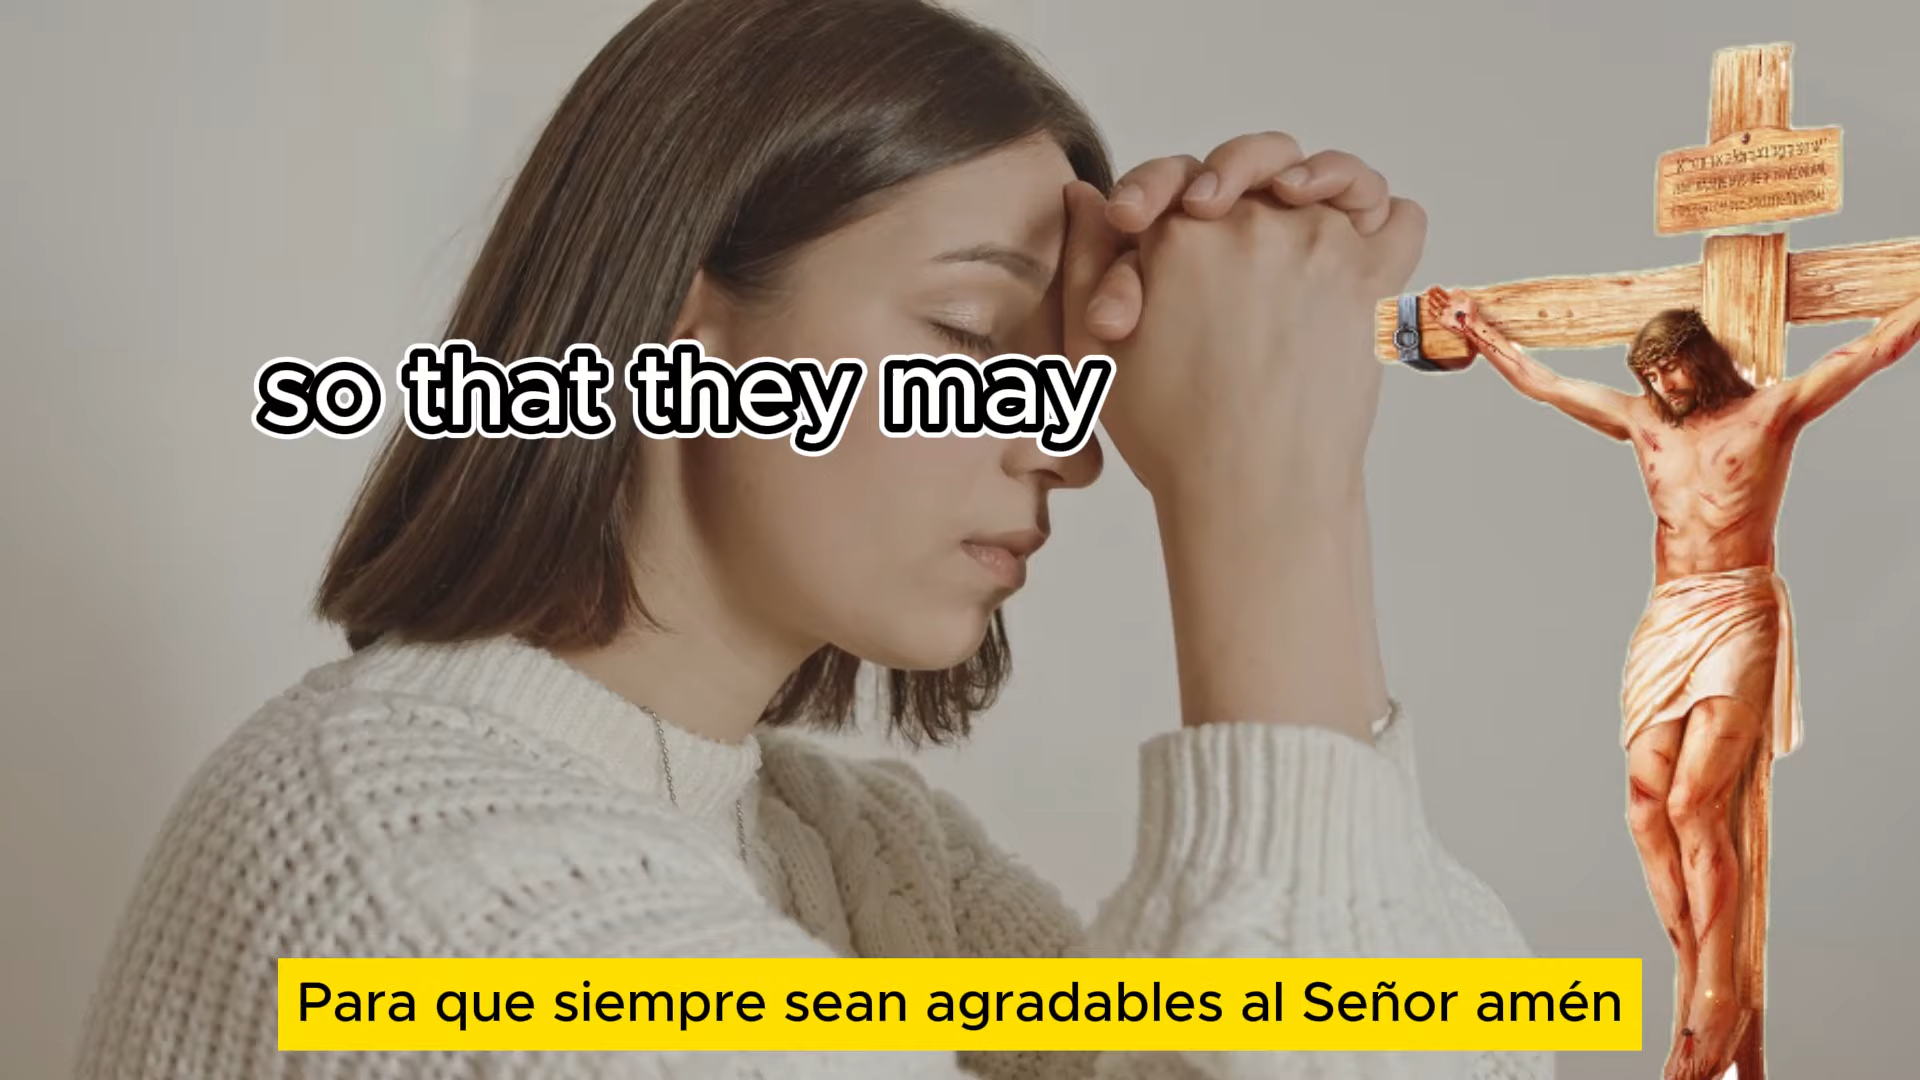 so that they may
Para que siempre sean agradables al Señor amén